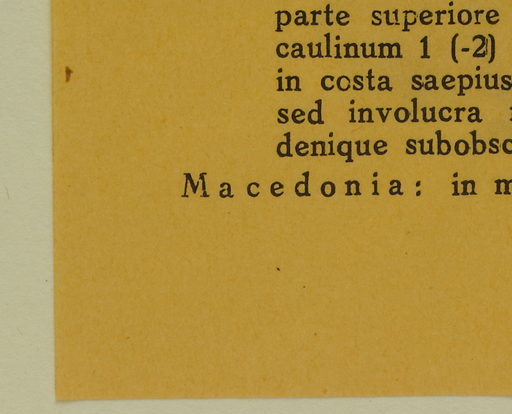 parte superiore
caulinum 1 (-2)
in costa saepius
sed involucra
denique subobsc
Macedonia: in m